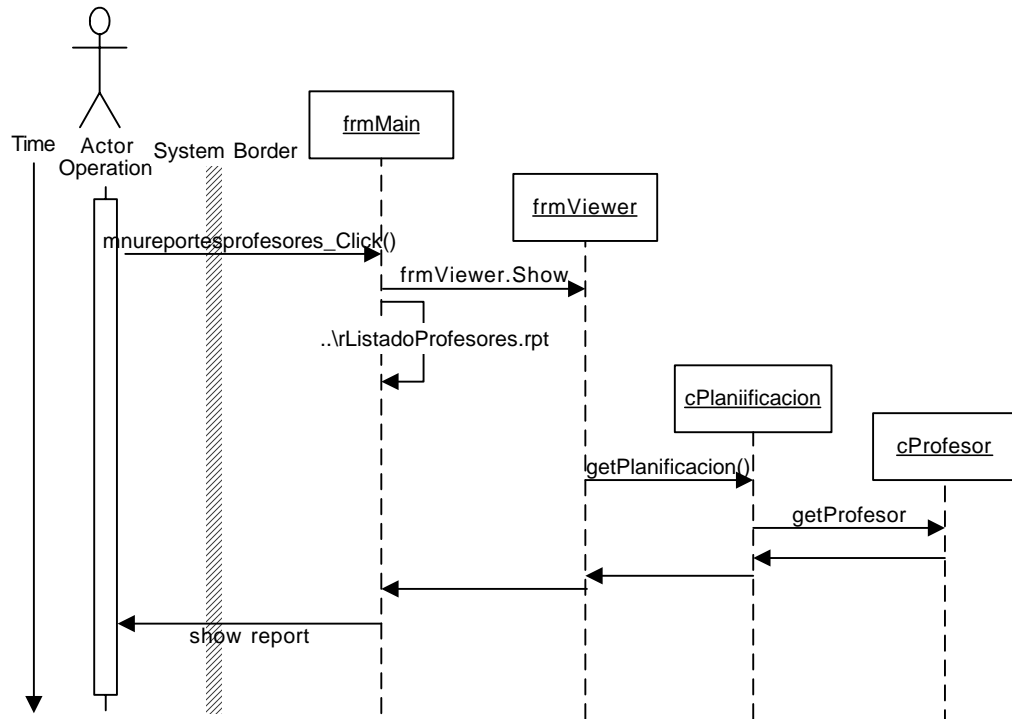 frmMain
Time
Actor
Operation
System Border
frmViewer
mnureportesprofesores_Click()
frmViewer.Show
..\rListadoProfesores.rpt
cPlaniificacion
cProfesor
getPlanificacion()
getProfesor
show report